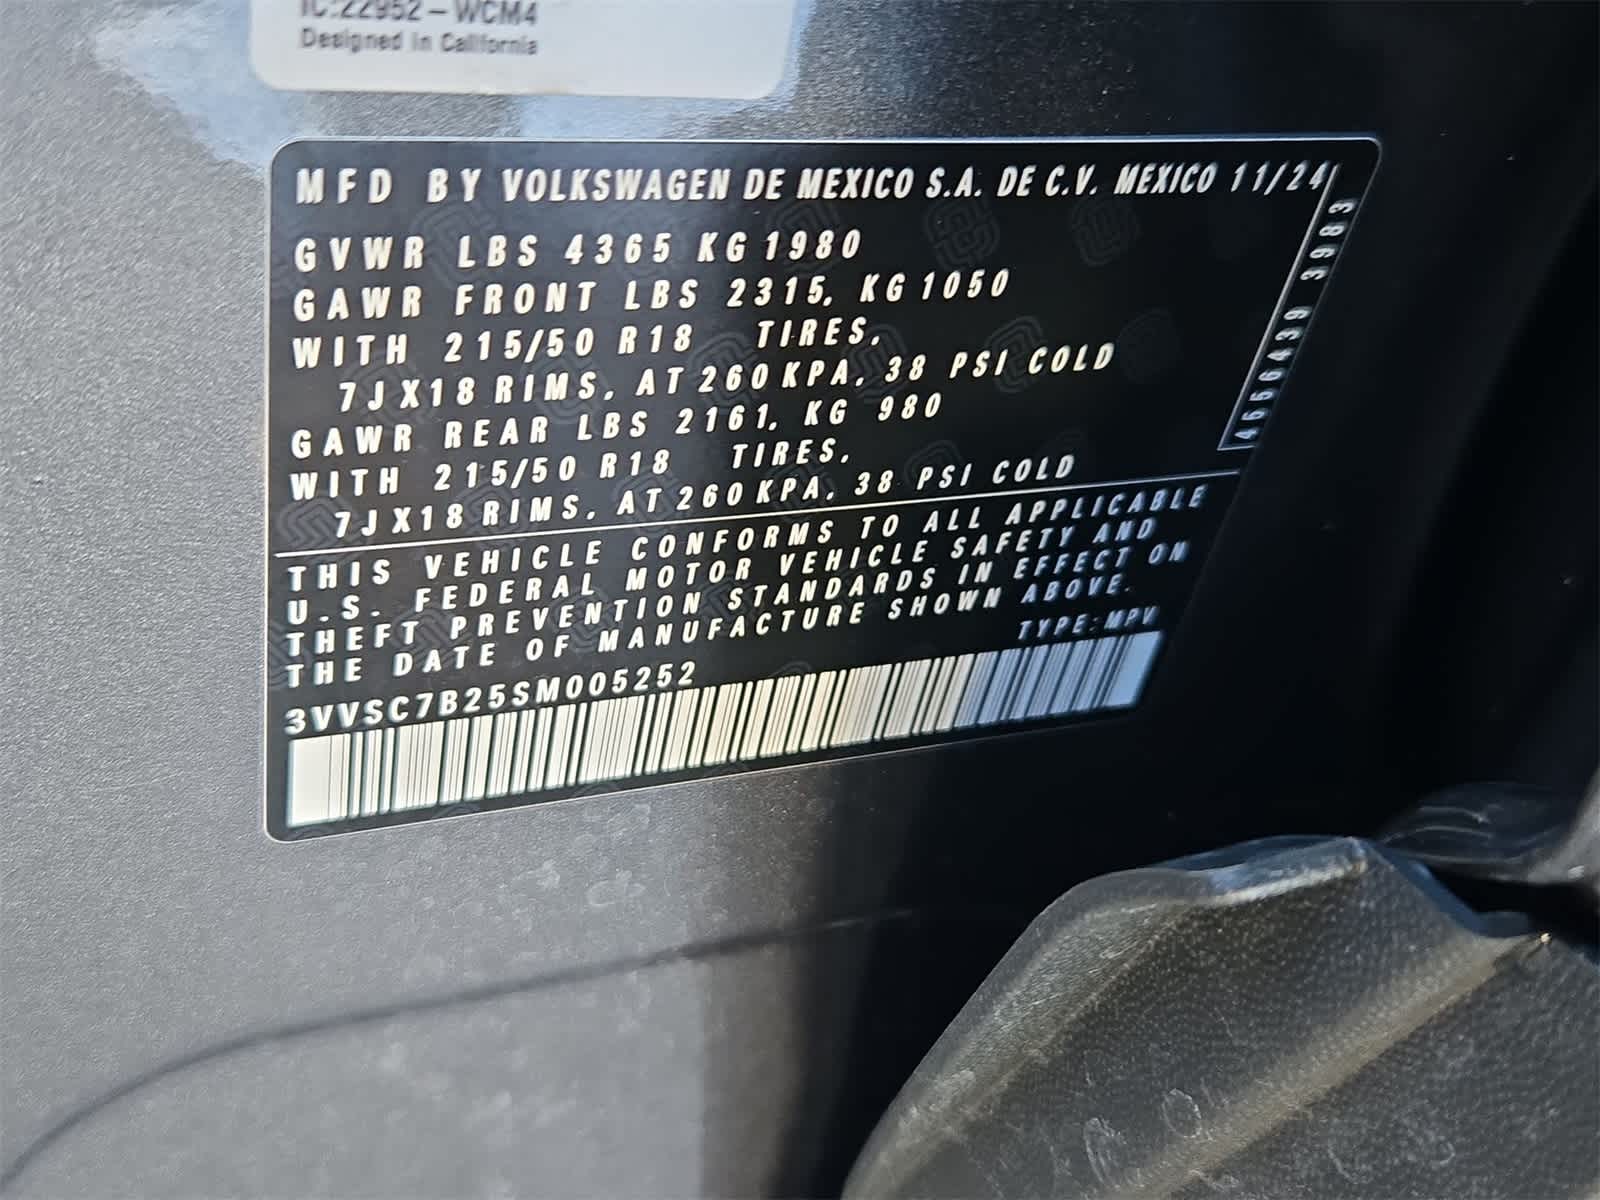 IC:22952-WCM4
Designed in California
MFD BY VOLKSWAGEN DE MEXICO S.A. DE C.V. MEXICO 11/24
GVWR LBS 4365 KG 1980
GAWR FRONT LBS 2315, KG 1050
WITH 215/50 R18 TIRES,
7JX18 RIMS, AT 260 KPA, 38 PSI COLD
GAWR REAR LBS 2161, KG 980
WITH 215/50 R18 TIRES,
7JX18 RIMS, AT 260 KPA, 38 PSI COLD
4656439 3983
THIS VEHICLE CONFORMS TO ALL APPLICABLE
U.S. FEDERAL MOTOR VEHICLE SAFETY AND
THEFT PREVENTION STANDARDS IN EFFECT ON
THE DATE OF MANUFACTURE SHOWN ABOVE.
TYPE:MPV
3VVSC7B25SM005252